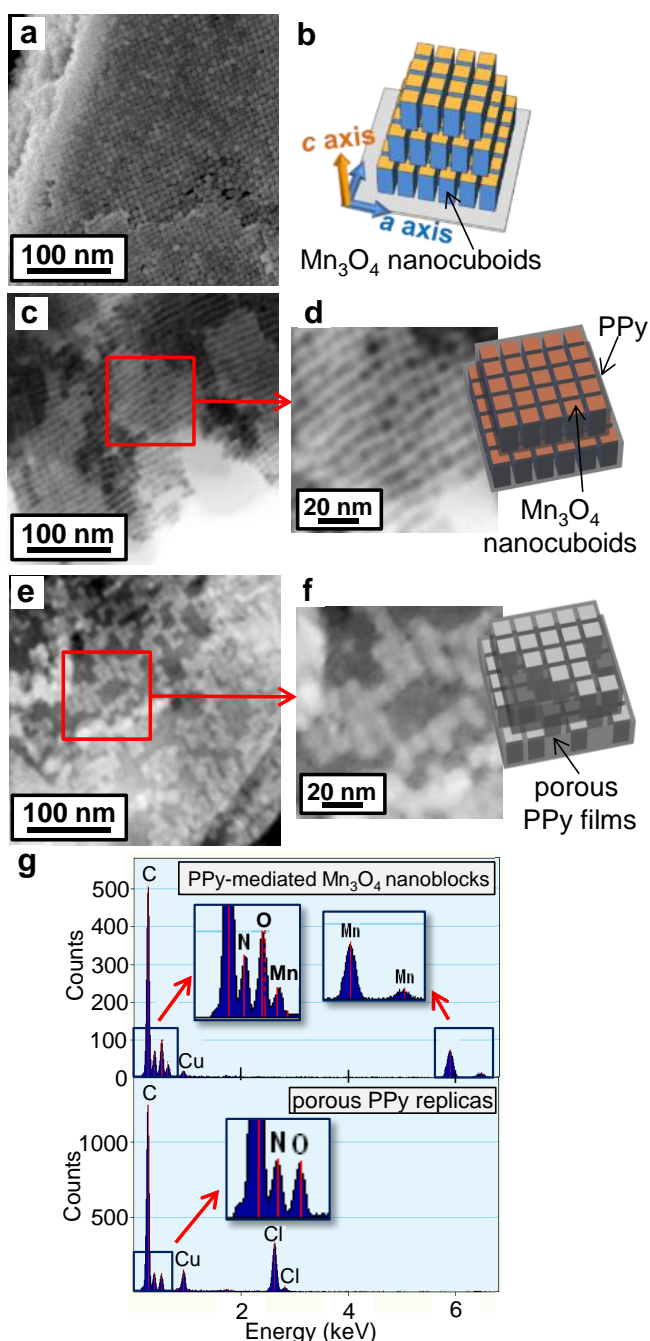 a
b
c axis
a axis
100 nm
Mn₃O₄ nanocuboids
c
d
PPy
100 nm
20 nm
Mn₃O₄
nanocuboids
e
f
100 nm
20 nm
porous
PPy films
g
C
PPy-mediated Mn₃O₄ nanoblocks
500
400
300
200
100
0
Counts
N
O
Mn
Mn
Mn
Cu
C
porous PPy replicas
1000
500
Counts
N
O
Cl
Cl
Cu
2
4
6
Energy (keV)